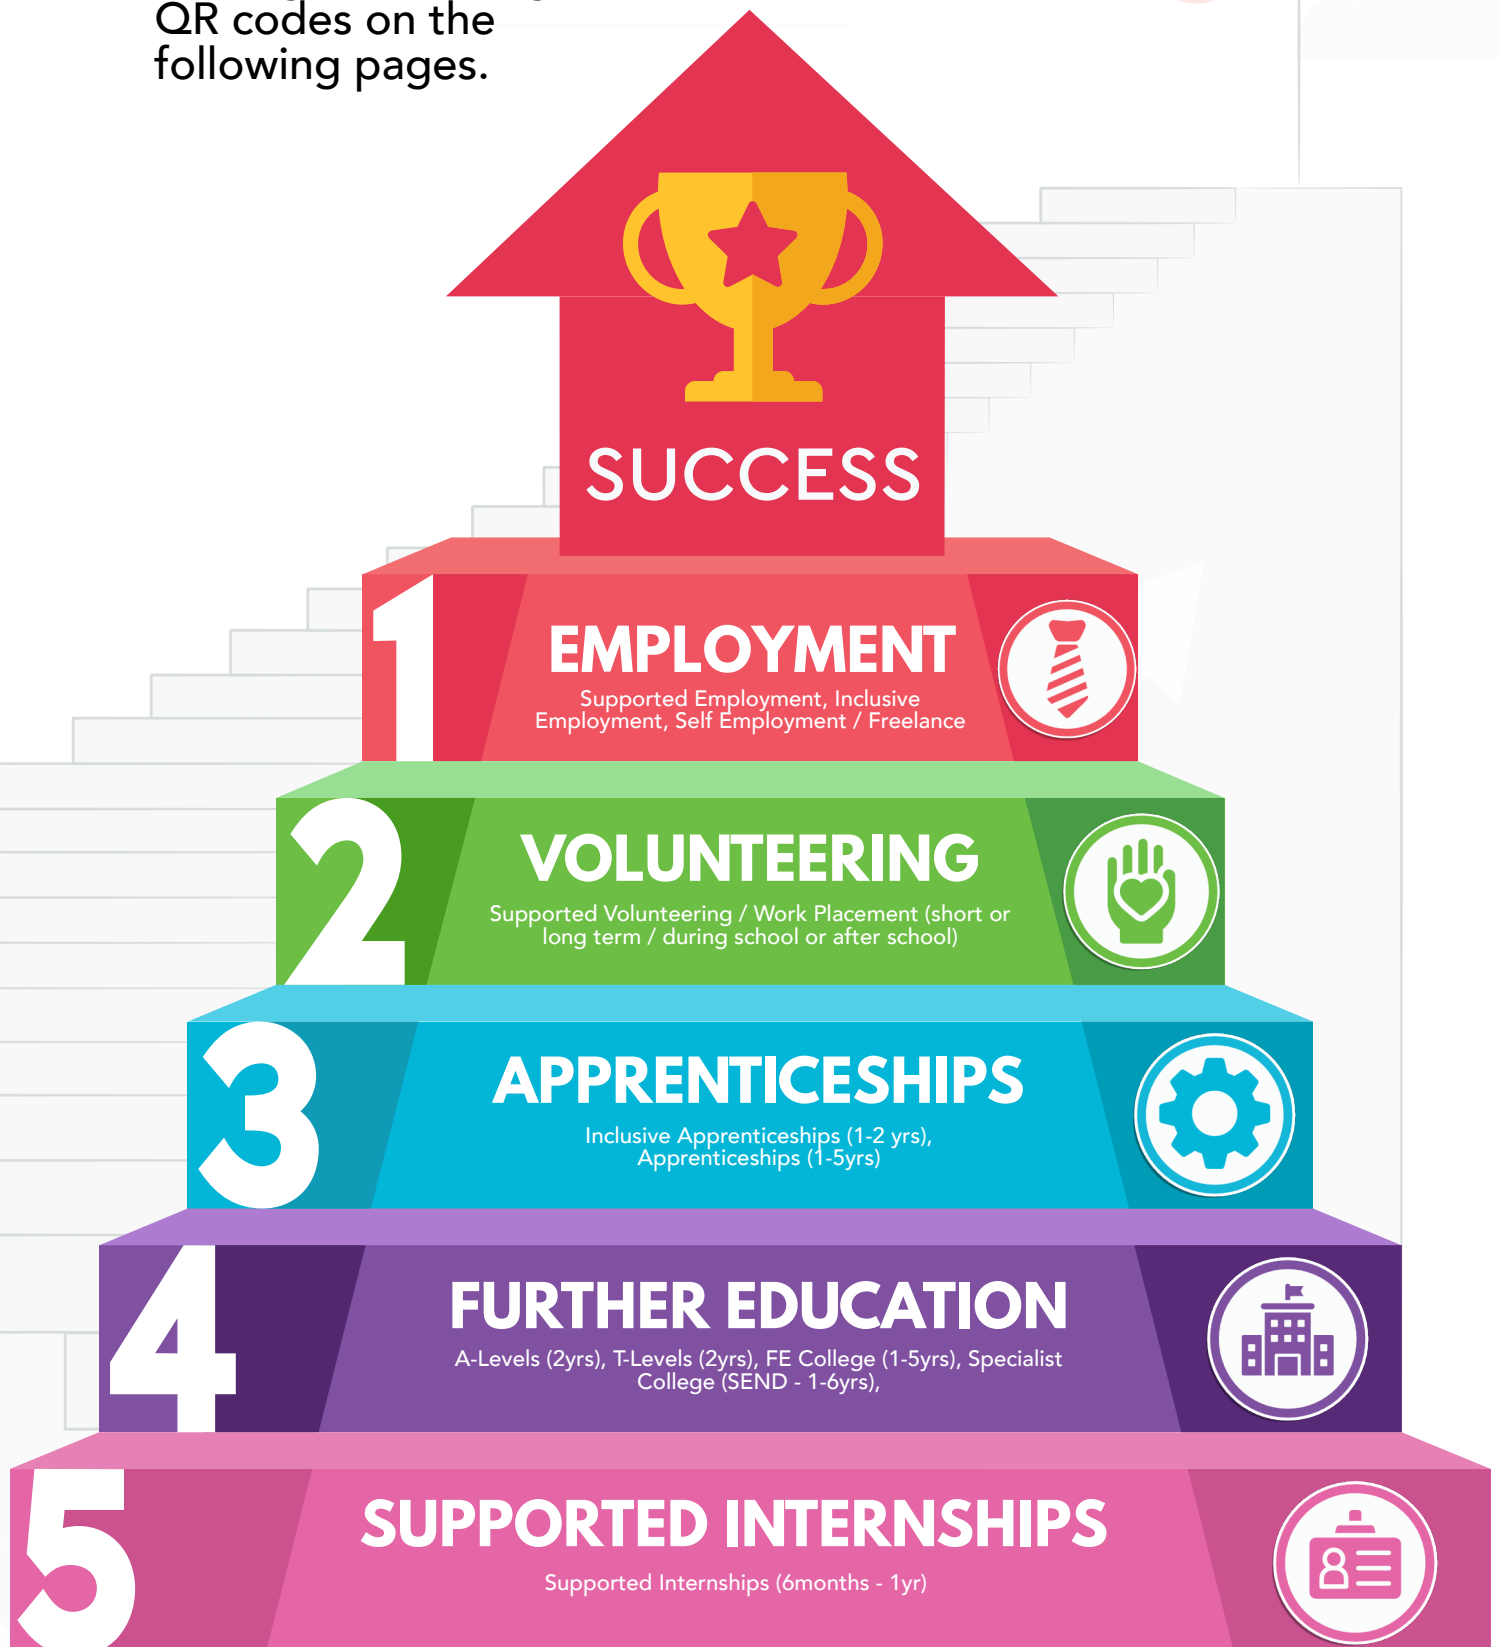 QR codes on the
following pages.
SUCCESS
1
EMPLOYMENT
Supported Employment, Inclusive
Employment, Self Employment / Freelance
2
VOLUNTEERING
Supported Volunteering / Work Placement (short or
long term / during school or after school)
3
APPRENTICESHIPS
Inclusive Apprenticeships (1-2 yrs),
Apprenticeships (1-5yrs)
4
FURTHER EDUCATION
A-Levels (2yrs), T-Levels (2yrs), FE College (1-5yrs), Specialist
College (SEND - 1-6yrs),
5
SUPPORTED INTERNSHIPS
Supported Internships (6months - 1yr)